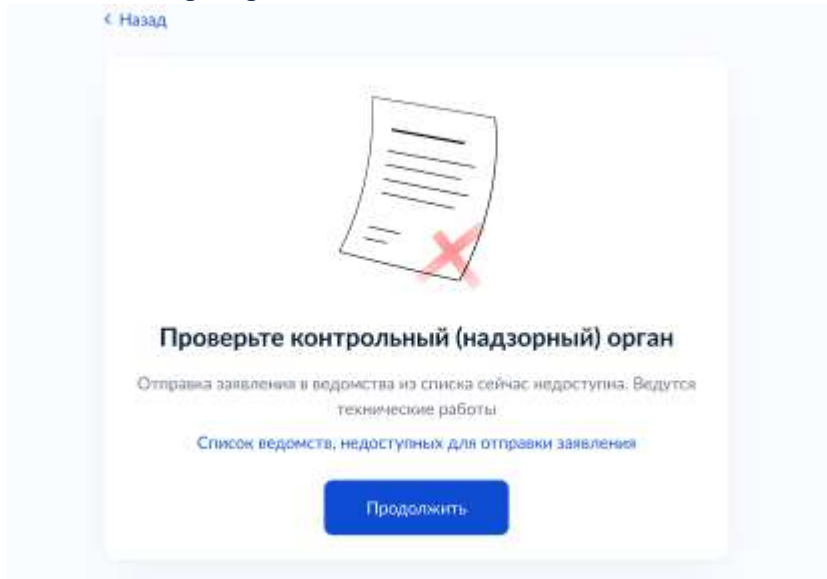 Назад
Проверьте контрольный (надзорный) орган
Отправка заявления в ведомства из списка сейчас недоступна. Ведутся
технические работы
Список ведомств, недоступных для отправки заявления
Продолжить